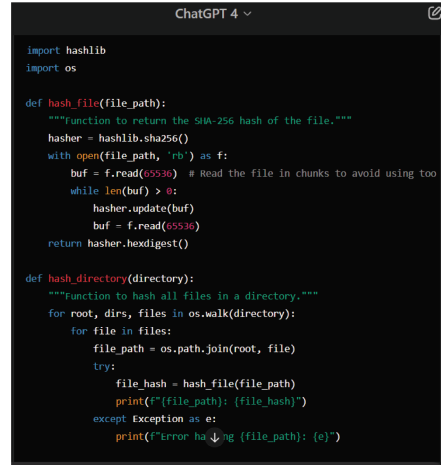 ChatGPT 4
import hashlib
import os
def hash_file(file_path):
"""Function to return the SHA-256 hash of the file."""
hasher = hashlib.sha256()
with open(file_path, 'rb') as f:
buf = f.read(65536)  # Read the file in chunks to avoid using too
while len(buf) > 0:
hasher.update(buf)
buf = f.read(65536)
return hasher.hexdigest()
def hash_directory(directory):
"""Function to hash all files in a directory."""
for root, dirs, files in os.walk(directory):
for file in files:
file_path = os.path.join(root, file)
try:
file_hash = hash_file(file_path)
print(f"{file_path}: {file_hash}")
except Exception as e:
print(f"Error {file_path}: {e}")